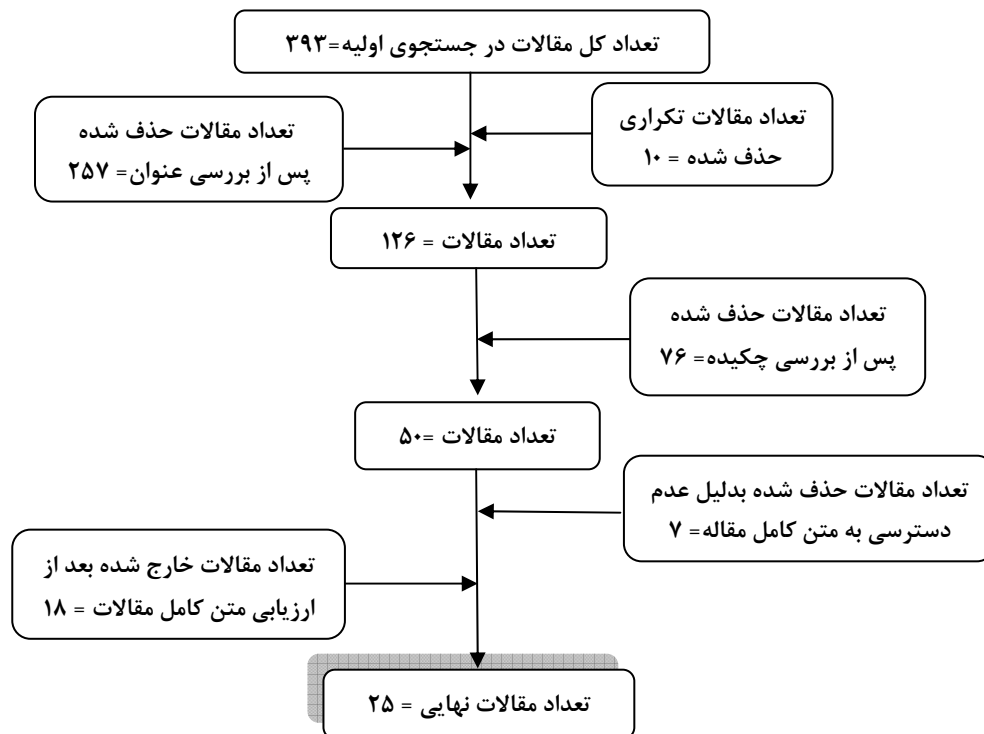 تعداد کل مقالات در جستجوی اولیه=۳۹۳
تعداد مقالات تکراری
حذف شده = ۱۰
تعداد مقالات حذف شده
پس از بررسی عنوان= ۲۵۷
تعداد مقالات = ۱۲۶
تعداد مقالات حذف شده
پس از بررسی چکیده= ۷۶
تعداد مقالات =۵۰
تعداد مقالات حذف شده بدلیل عدم
دسترسی به متن کامل مقاله= ۷
تعداد مقالات خارج شده بعد از
ارزیابی متن کامل مقالات = ۱۸
تعداد مقالات نهایی = ۲۵